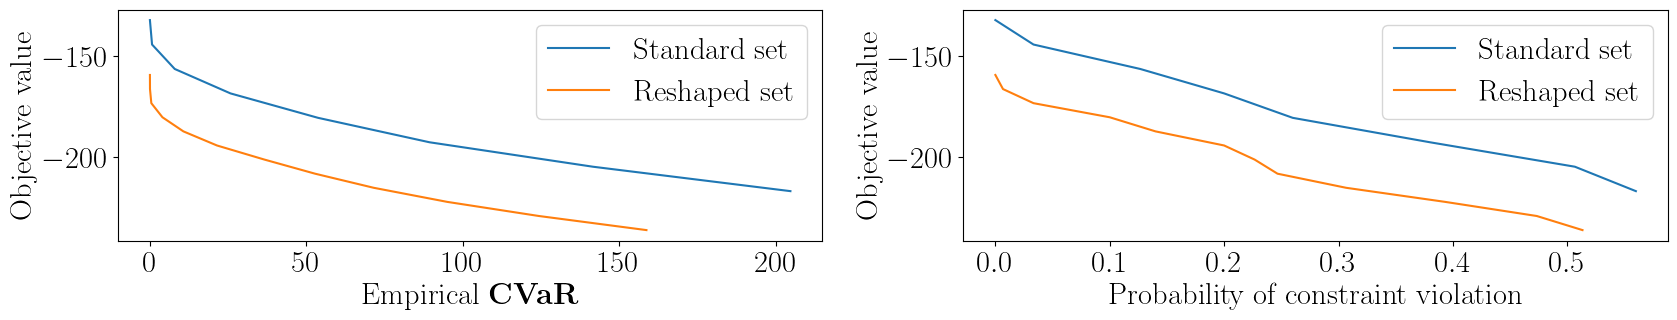 Objective value
−150
−200
Standard set
Reshaped set
0
50
100
150
200
Empirical CVaR
Objective value
−150
−200
Standard set
Reshaped set
0.0
0.1
0.2
0.3
0.4
0.5
Probability of constraint violation